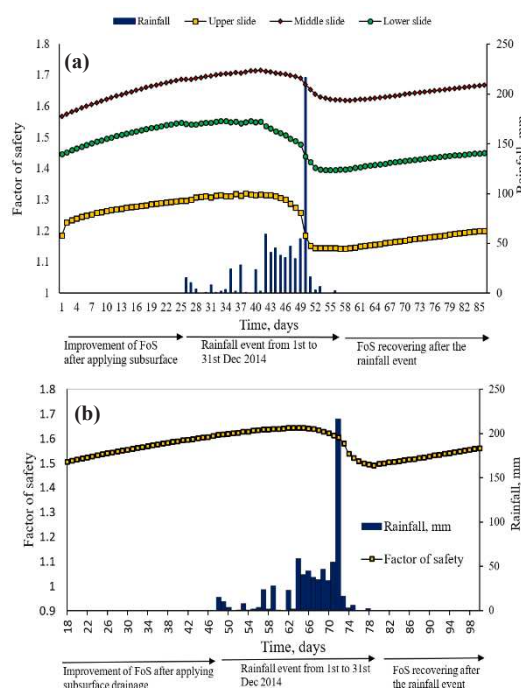 Rainfall Upper slide Middle slide Lower slide
(a)
1.8
1.7
1.6
1.5
1.4
1.3
1.2
1.1
1
Factor of safety
250
200
150
100
50
0
Rainfall, mm
1 4 7 10 13 16 19 22 25 28 31 34 37 40 43 46 49 52 55 58 61 64 67 70 73 76 79 82 85
Time, days
Improvement of FoS
after applying subsurface
Rainfall event from 1st to
31st Dec 2014
FoS recovering after the
rainfall event
(b)
1.8
1.7
1.6
1.5
1.4
1.3
1.2
1.1
1
0.9
Factor of safety
250
200
150
100
50
0
Rainfall, mm
Rainfall, mm
Factor of safety
18 22 26 30 34 38 42 46 50 54 58 62 66 70 74 78 82 86 90 94 98
Time, days
Improvement of FoS after applying
subsurface drainage
Rainfall event from 1st to 31st
Dec 2014
FoS recovering after
the rainfall event